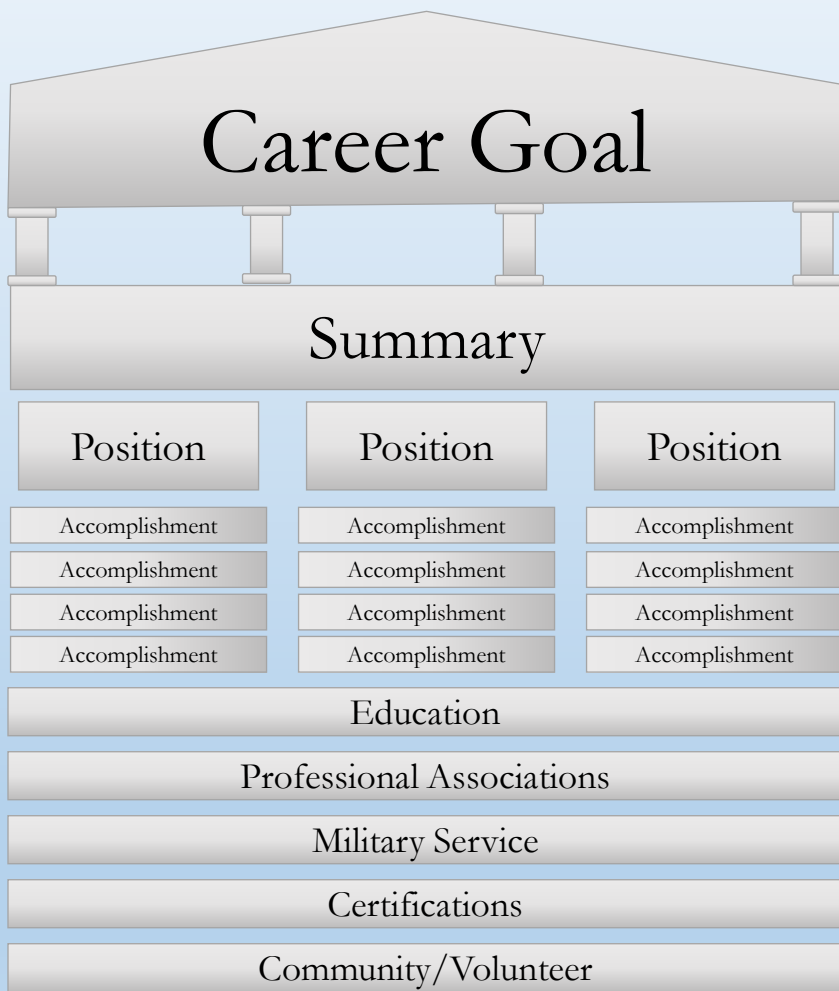 Career Goal
Summary
Position Position Position
Accomplishment Accomplishment Accomplishment
Accomplishment Accomplishment Accomplishment
Accomplishment Accomplishment Accomplishment
Accomplishment Accomplishment Accomplishment
Education
Professional Associations
Military Service
Certifications
Community/Volunteer